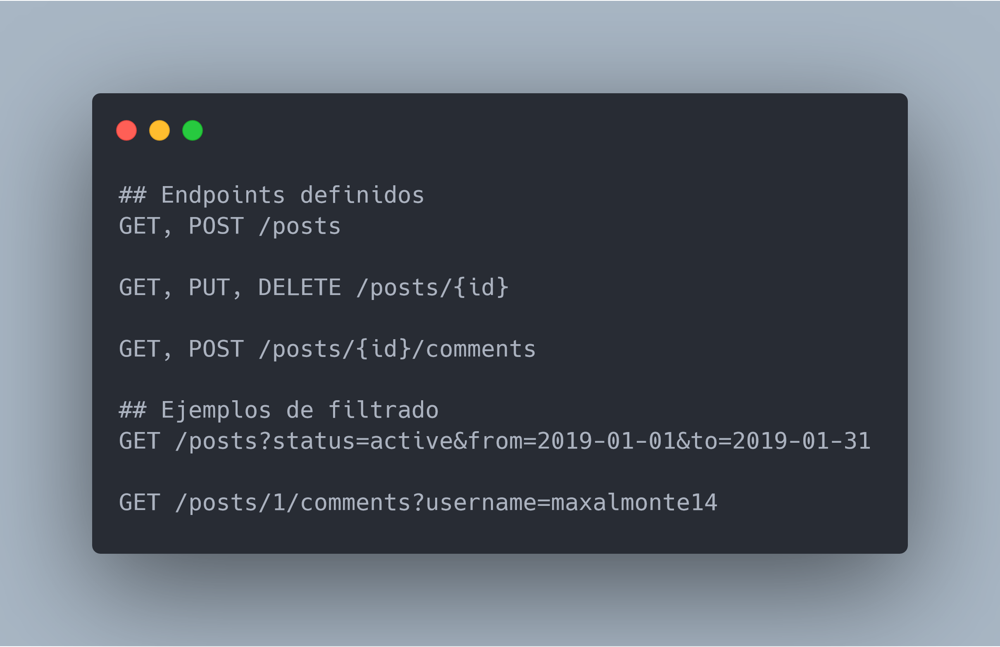 ## Endpoints definidos
GET, POST /posts
GET, PUT, DELETE /posts/{id}
GET, POST /posts/{id}/comments
## Ejemplos de filtrado
GET /posts?status=active&from=2019-01-01&to=2019-01-31
GET /posts/1/comments?username=maxalmonte14